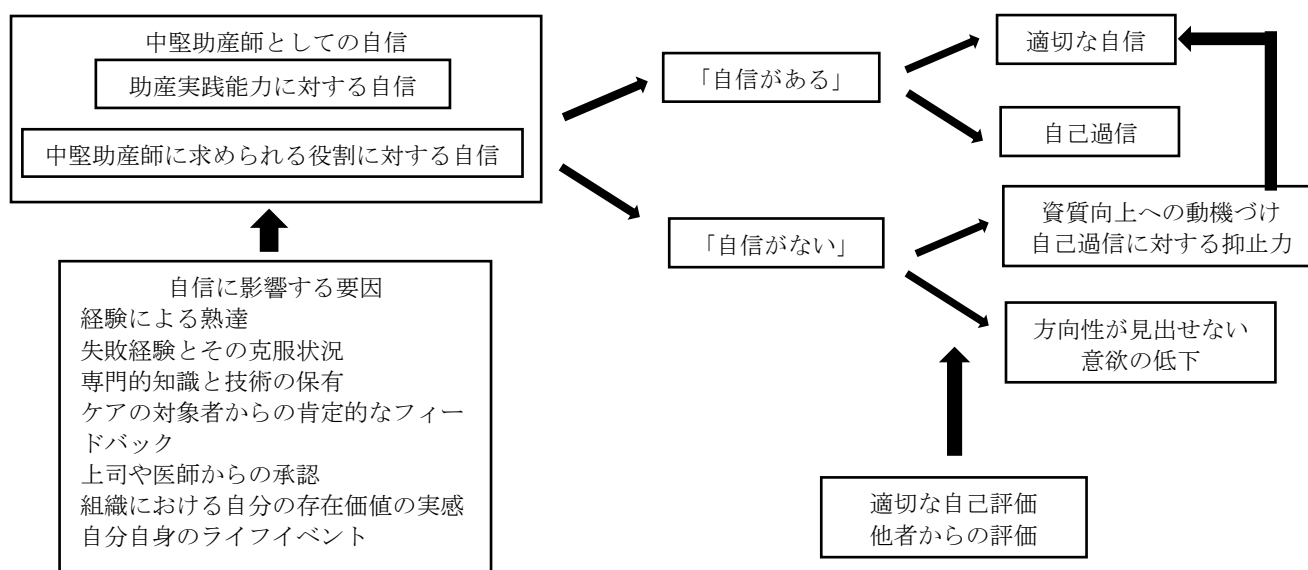 中堅助産師としての自信
助産実践能力に対する自信
中堅助産師に求められる役割に対する自信
自信に影響する要因
経験による熟達
失敗経験とその克服状況
専門的知識と技術の保有
ケアの対象者からの肯定的なフィー
ドバック
上司や医師からの承認
組織における自分の存在価値の実感
自分自身のライフイベント
「自信がある」
「自信がない」
適切な自信
自己過信
資質向上への動機づけ
自己過信に対する抑止力
方向性が見出せない
意欲の低下
適切な自己評価
他者からの評価